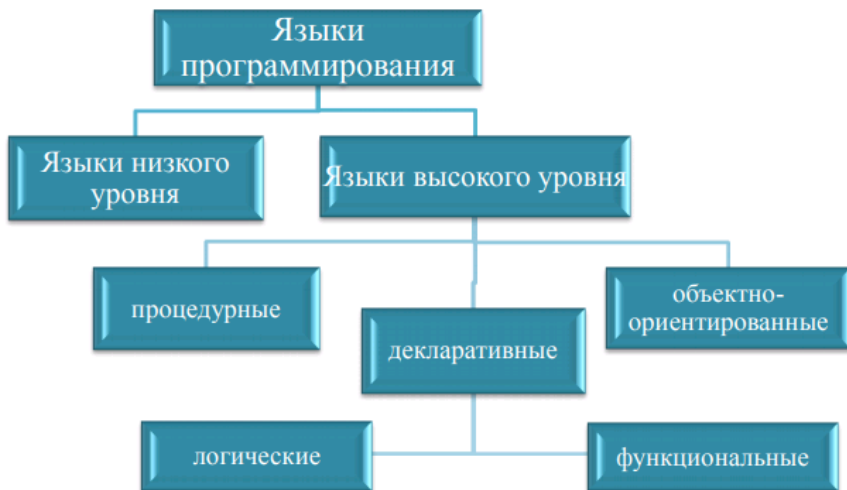 Языки
программирования
Языки низкого
уровня
Языки высокого уровня
процедурные
объектно-
ориентированные
декларативные
логические
функциональные